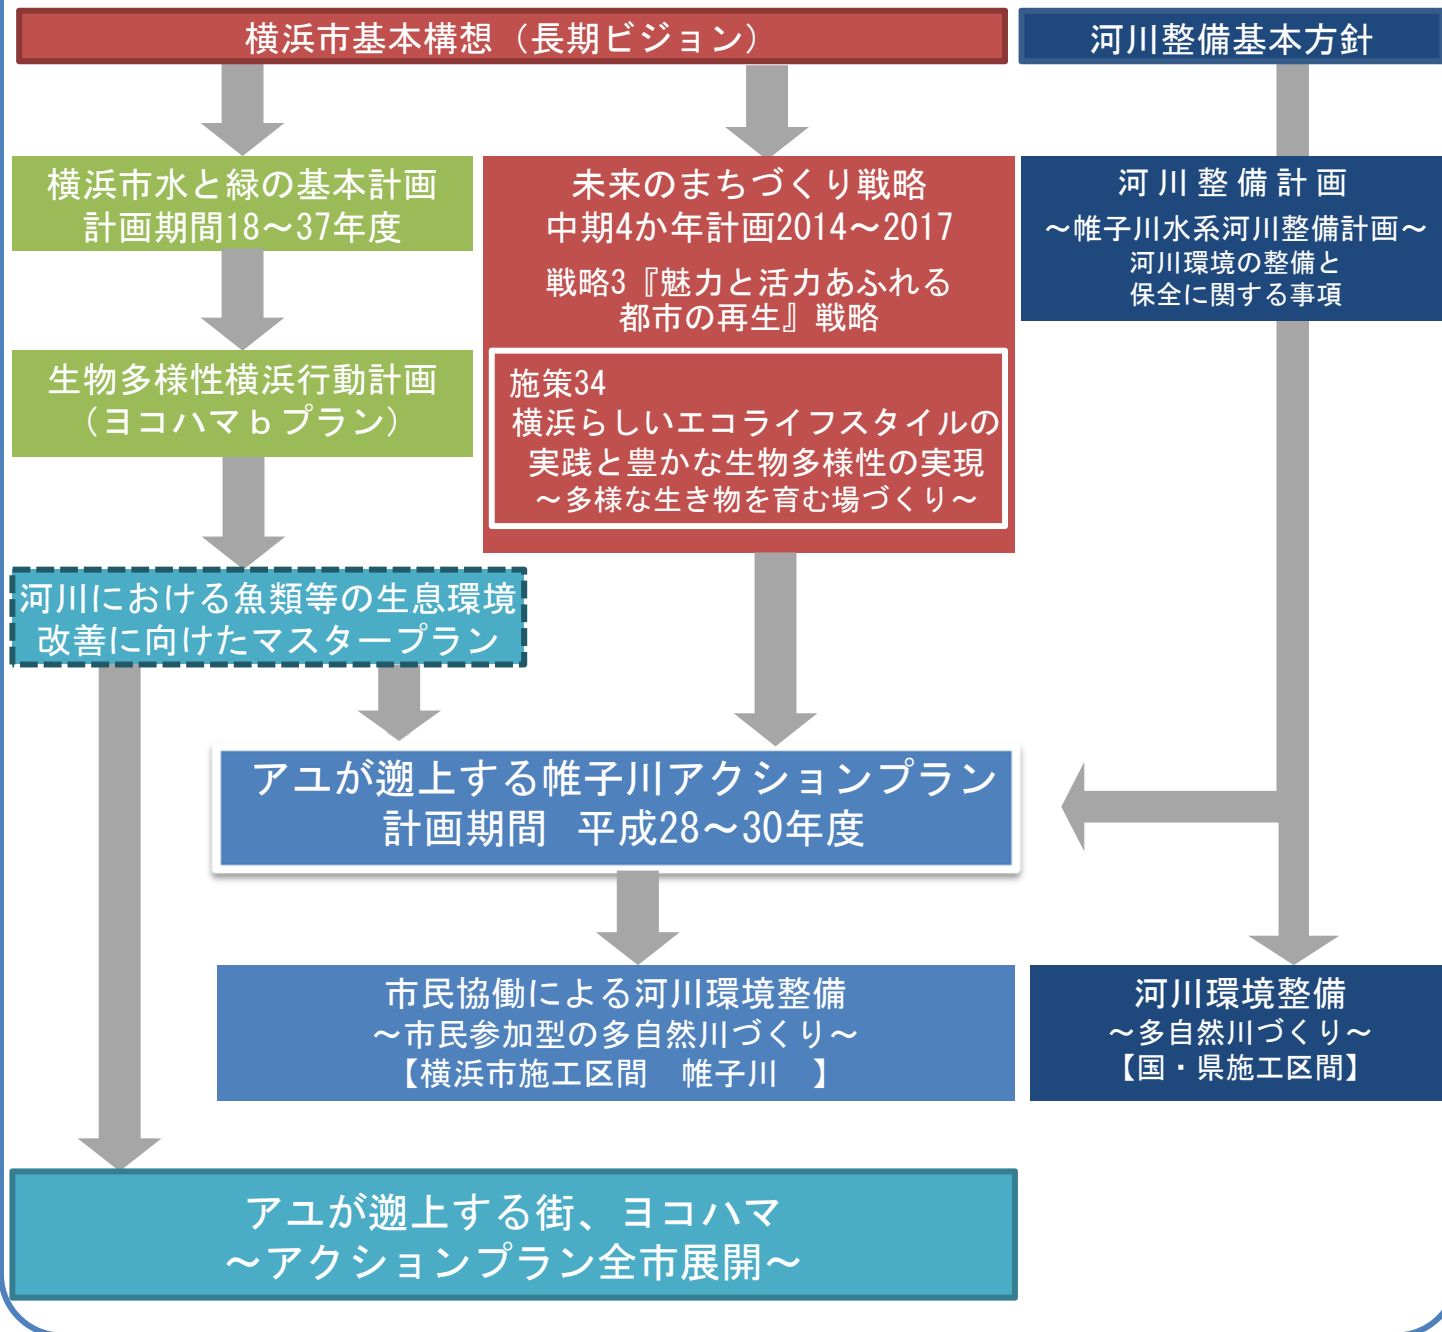 横浜市基本構想（長期ビジョン）
河川整備基本方針
横浜市水と緑の基本計画
計画期間18～37年度
未来のまちづくり戦略
中期4か年計画2014～2017
戦略3『魅力と活力あふれる
都市の再生』戦略
施策34
横浜らしいエコライフスタイルの
実践と豊かな生物多様性の実現
～多様な生き物を育む場づくり～
河川整備計画
～帷子川水系河川整備計画～
河川環境の整備と
保全に関する事項
生物多様性横浜行動計画
（ヨコハマｂプラン）
河川における魚類等の生息環境
改善に向けたマスタープラン
アユが遡上する帷子川アクションプラン
計画期間　平成28～30年度
市民協働による河川環境整備
～市民参加型の多自然川づくり～
【横浜市施工区間　帷子川　】
河川環境整備
～多自然川づくり～
【国・県施工区間】
アユが遡上する街、ヨコハマ
～アクションプラン全市展開～